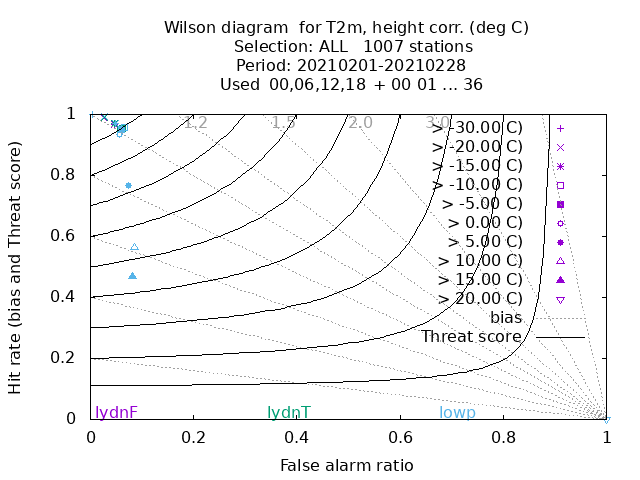 Wilson diagram  for T2m, height corr. (deg C)
Selection: ALL   1007 stations
Period: 20210201-20210228
Used  00,06,12,18  + 00 01 ... 36
Hit rate (bias and Threat score)
1
0.8
0.6
0.4
0.2
0
1.2
1.5
2.0
3.0
> -30.00 C)
> -20.00 C)
> -15.00 C)
> -10.00 C)
> -5.00 C)
> 0.00 C)
> 5.00 C)
> 10.00 C)
> 15.00 C)
> 20.00 C)
bias
Threat score
lydnF
lydnT
lowp
0
0.2
0.4
0.6
0.8
1
False alarm ratio